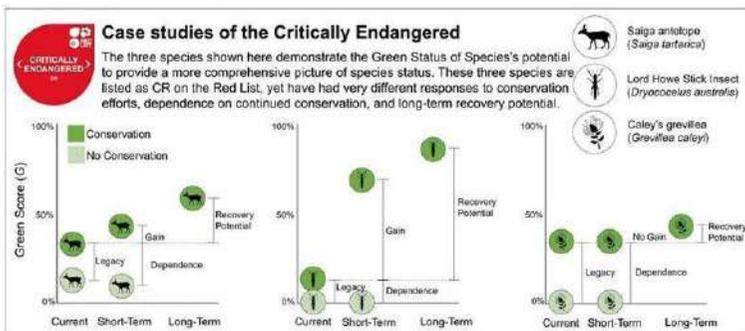 Case studies of the Critically Endangered
CRITICALLY
ENDANGERED
CR
The three species shown here demonstrate the Green Status of Species's potential
to provide a more comprehensive picture of species status. These three species are
listed as CR on the Red List, yet have had very different responses to conservation
efforts, dependence on continued conservation, and long-term recovery potential.
Saiga antelope
(Saiga tartarica)
Lord Howe Stick Insect
(Dryococelus australis)
Caley's grevillea
(Grevillea caleyi)
Green Score (G)
100%
50%
0%
Conservation
No Conservation
Legacy
Gain
Dependence
Recovery
Potential
Current
Short-Term
Long-Term
100%
50%
0%
Legacy
Gain
Dependence
Recovery
Potential
Current
Short-Term
Long-Term
100%
50%
0%
Legacy
No Gain
Dependence
Recovery
Potential
Current
Short-Term
Long-Term